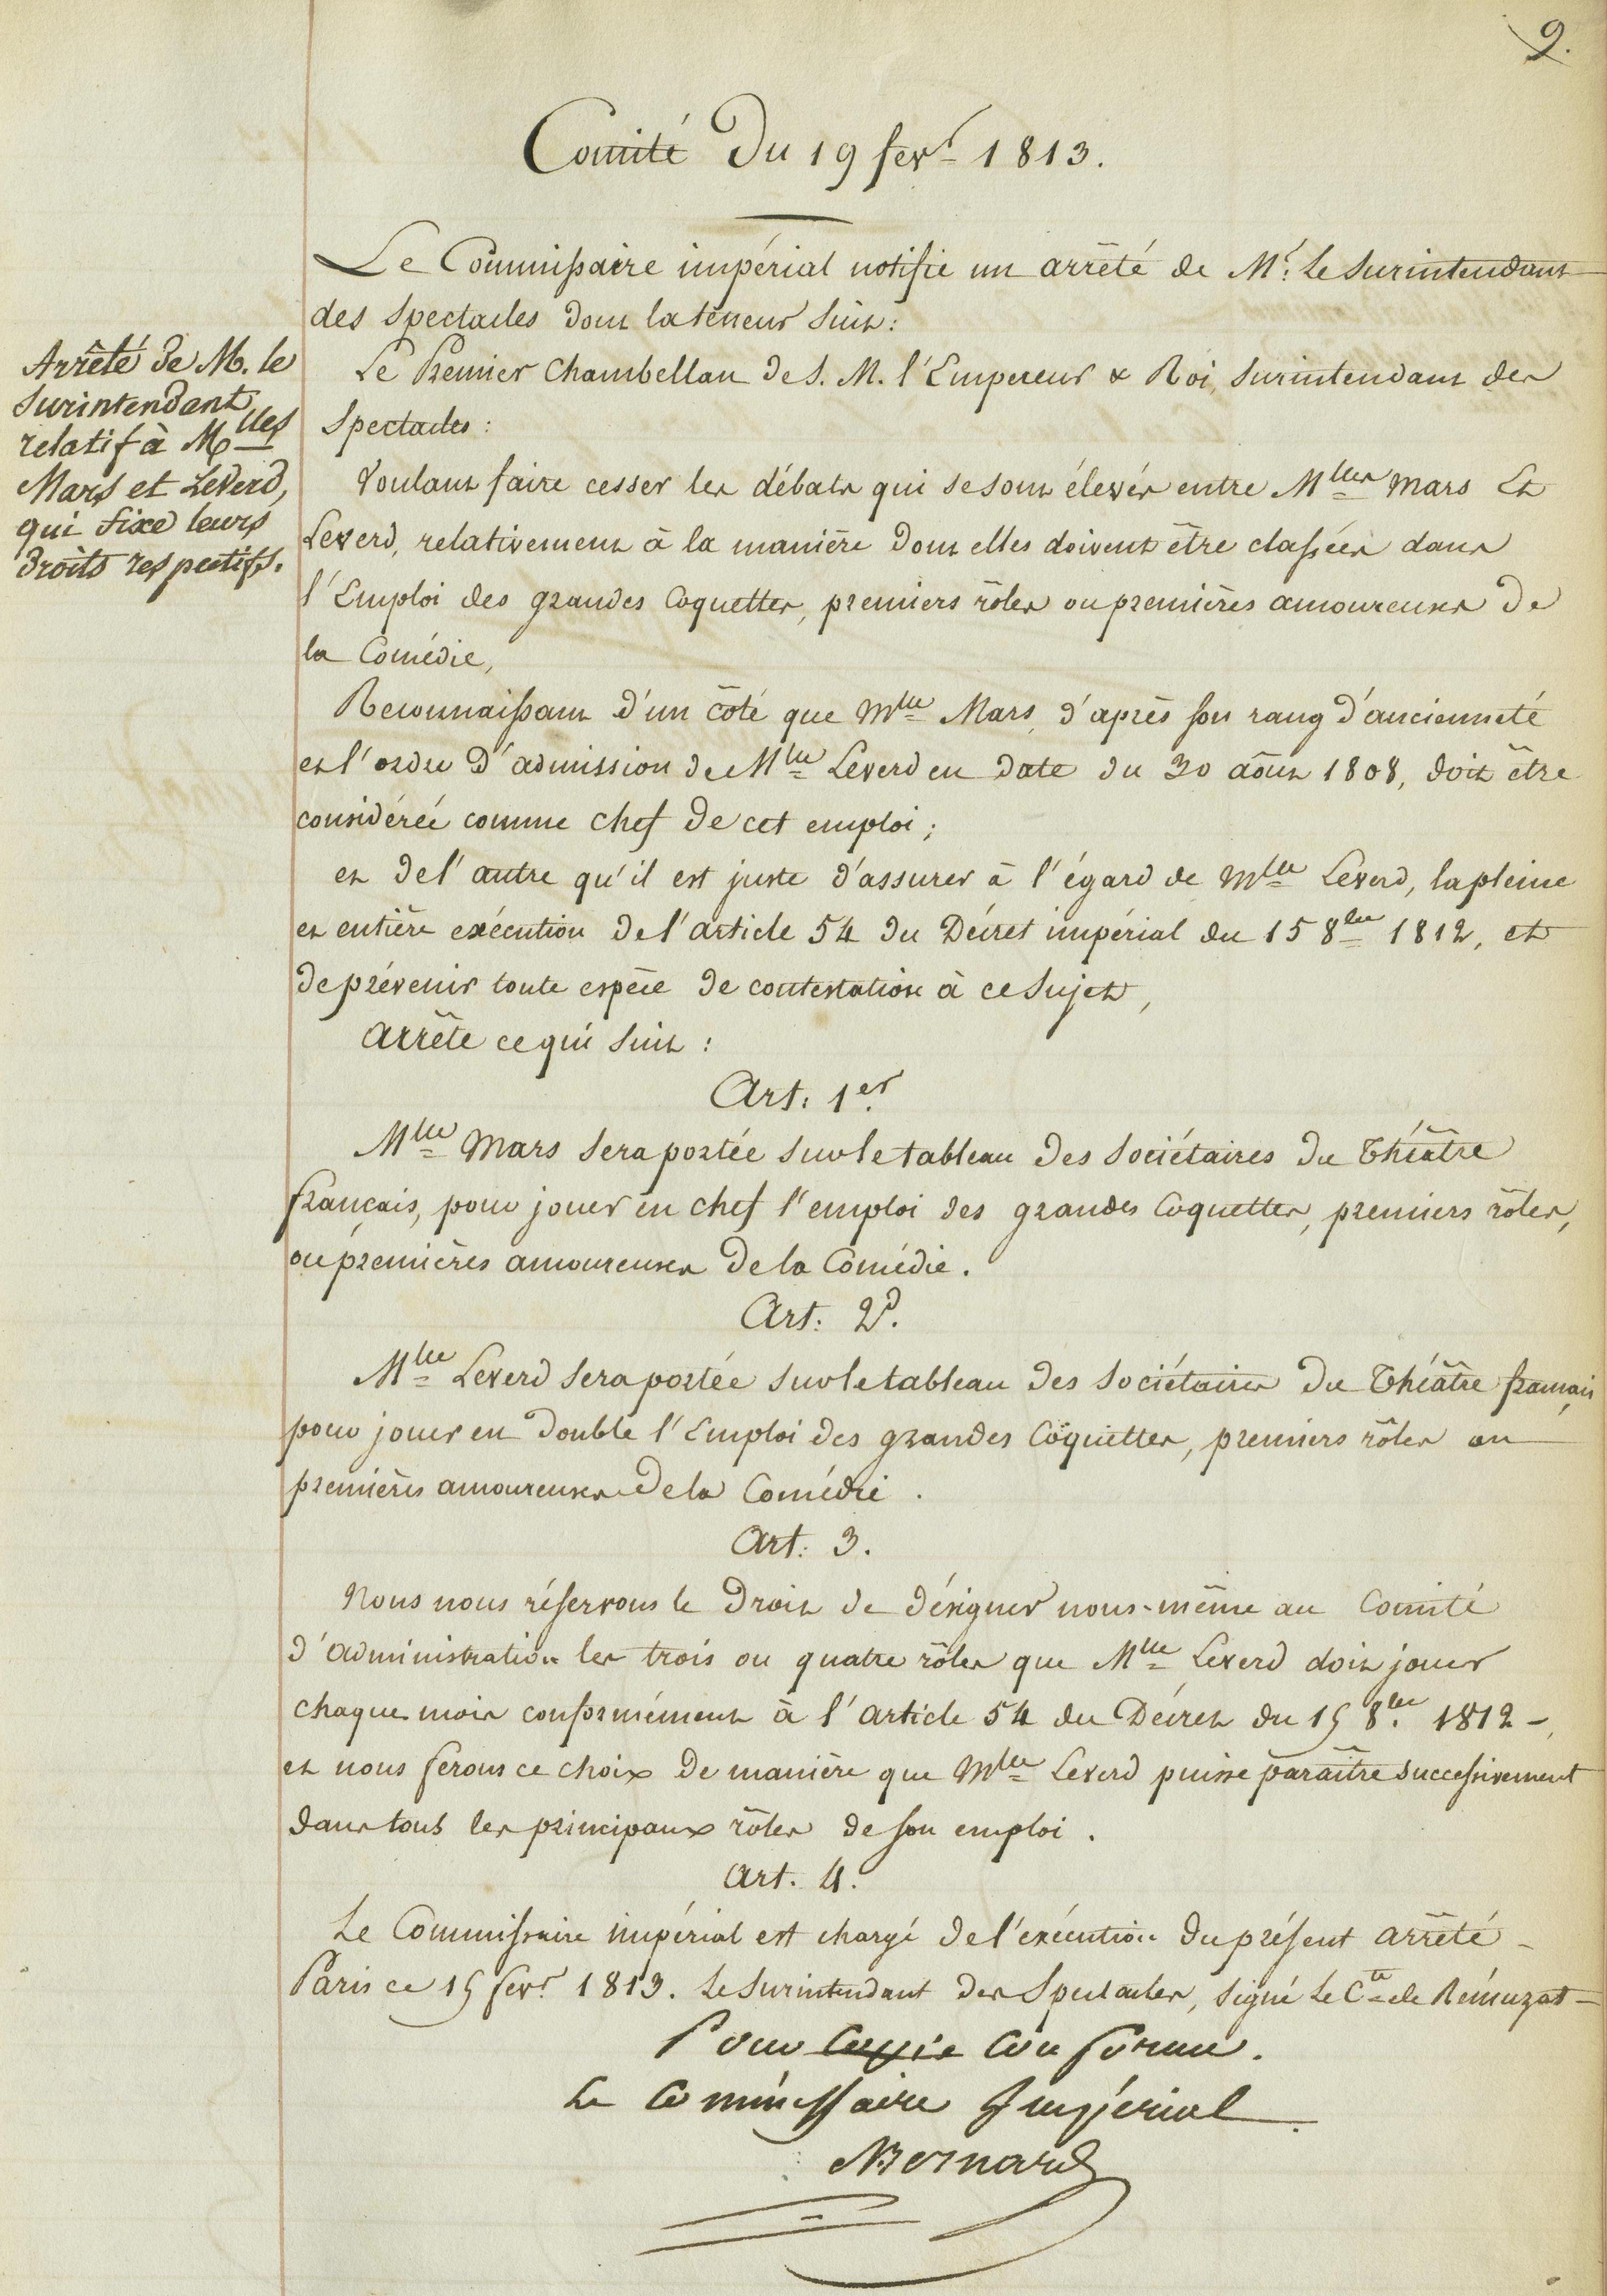 9.
Comité Du 19 fevr 1813.
Le Commissaire impérial notifie un arrêté de Mr. le Surintendant
des Spectacles dont la teneur suit :
Arrêté de M. le
Surintendant
relatif à Mlles
Mars et Leverd,
qui fixe leurs
droits respectifs.
Le Premier Chambellan de S. M. l'Empereur & Roi, Surintendant des
Spectacles :
Voulant faire cesser les débats qui se sont élevés entre Mlles Mars Et
Leverd, relativement à la manière dont elles doivent être classées dans
l'Emploi des grandes Coquettes, premiers rôles ou premières amoureuses de
la Comédie,
Reconnaissant d'un côté que Mlle Mars, d'après son rang d'ancienneté
et l'ordre d'admission de Mlle Leverd en date du 30 août 1808, doit être
considérée comme chef de cet emploi ;
et de l'autre qu'il est juste d'assurer à l'égard de Mlle Leverd, la pleine
et entière exécution de l'article 54 du Décret impérial du 15 8bre 1812, et
de prévenir toute espèce de contestation à ce Sujet,
Arrête ce qui suit :
Art: 1er.
Mlle Mars sera portée sur le tableau des Sociétaires du Théâtre
français, pour jouer en chef l'emploi des grandes Coquettes, premiers rôles,
ou premières amoureuses de la Comédie.
Art: 2d.
Mlle Leverd sera portée sur le tableau des Sociétaires du Théâtre français
pour jouer en double l'Emploi des grandes Coquettes, premiers rôles ou
premières amoureuses de la Comédie.
Art: 3.
Nous nous réservons le Droit de désigner nous-même au Comité
d'administration les trois ou quatre rôles que Mlle Leverd doit jouer
chaque mois conformément à l'article 54 du Décret du 15 8bre. 1812 -
et nous ferons ce choix de manière que Mlle Leverd puisse paraître successivement
dans tous les principaux rôles de son emploi.
Art. 4.
Le Commissaire impérial est chargé de l'exécution du présent arrêté -
Paris ce 15 fevr. 1813. Le Surintendant des Spectacles, signé Le Cte de Rémuzat -
Pour Copie Conforme.
Le Commissaire Impérial.
Bernard